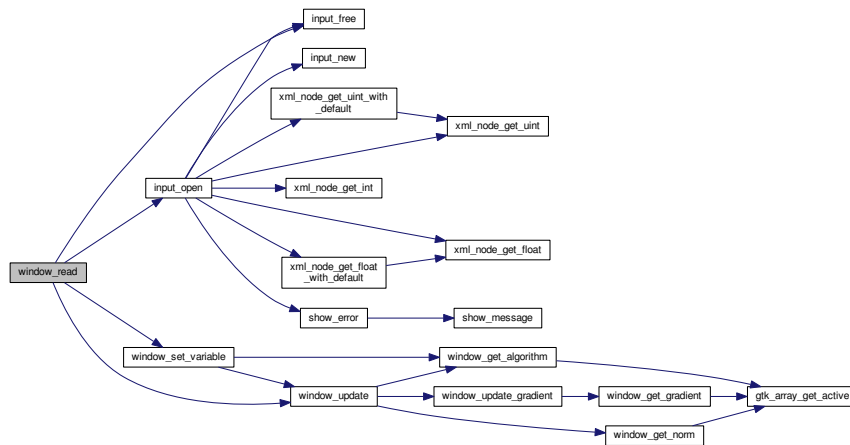 input_free
input_new
xml_node_get_uint_with
_default
xml_node_get_uint
input_open
xml_node_get_int
xml_node_get_float
window_read
xml_node_get_float
_with_default
show_error
show_message
window_set_variable
window_get_algorithm
window_update
window_update_gradient
window_get_gradient
gtk_array_get_active
window_get_norm